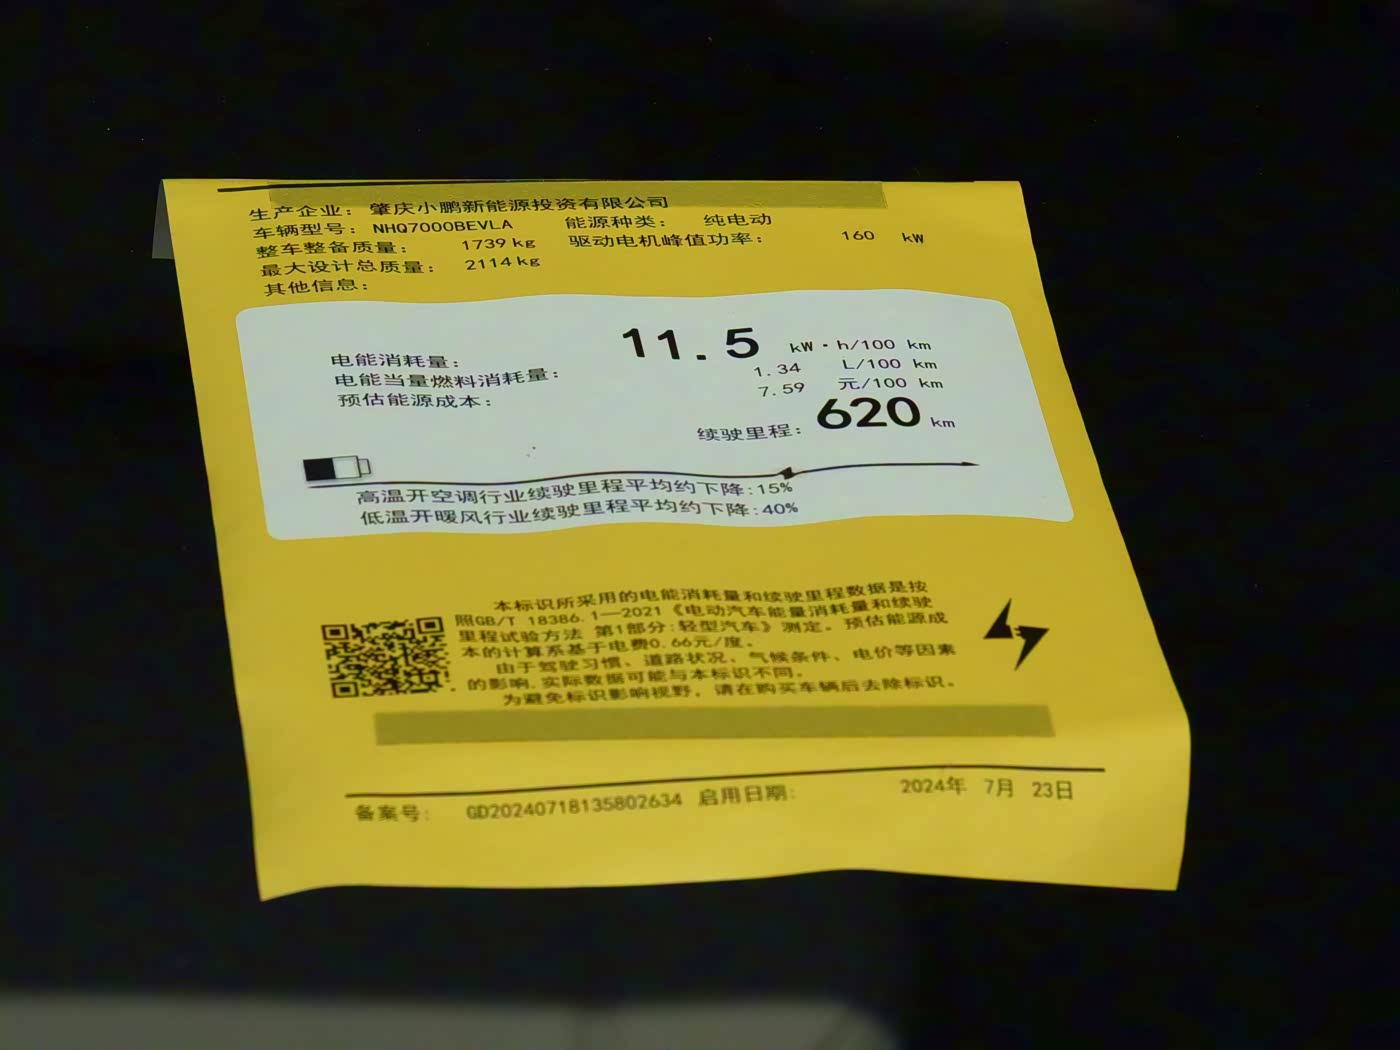 生产企业: 肇庆小鹏新能源投资有限公司
车辆型号: NHQ7000BEVLA 能源种类: 纯电动
整车整备质量: 1739 kg 驱动电机峰值功率: 160 kW
最大设计总质量: 2114 kg
其他信息:
电能消耗量: 11.5 kW·h/100 km
电能当量燃料消耗量: 1.34 L/100 km
预估能源成本: 7.59 元/100 km
续驶里程: 620 km
高温开空调行业续驶里程平均约下降:15%
低温开暖风行业续驶里程平均约下降:40%
本标识所采用的电能消耗量和续驶里程数据是按
照GB/T 18386.1—2021《电动汽车能量消耗量和续驶
里程试验方法 第1部分:轻型汽车》测定。预估能源成
本的计算系基于电费0.66元/度。
由于驾驶习惯、道路状况、气候条件、电价等因素
的影响,实际数据可能与本标识不同。
为避免标识影响视野,请在购买车辆后去除标识。
备案号: GD20240718135802634 启用日期: 2024年 7月 23日